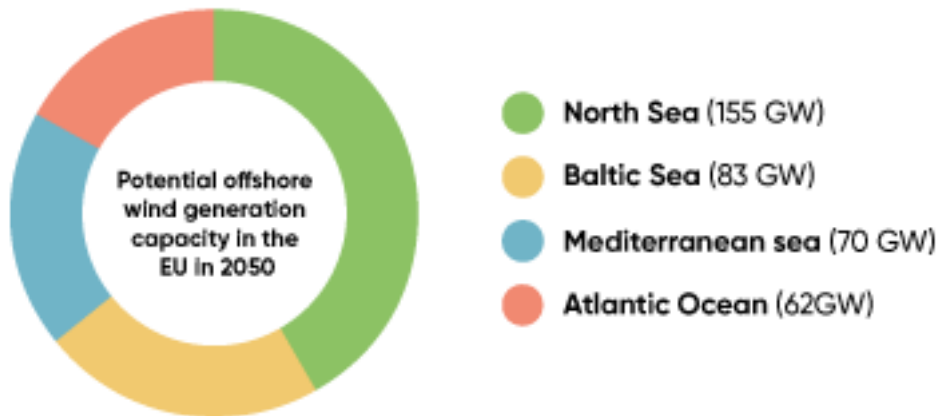 Potential offshore
wind generation
capacity in the
EU in 2050
North Sea (155 GW)
Baltic Sea (83 GW)
Mediterranean sea (70 GW)
Atlantic Ocean (62GW)